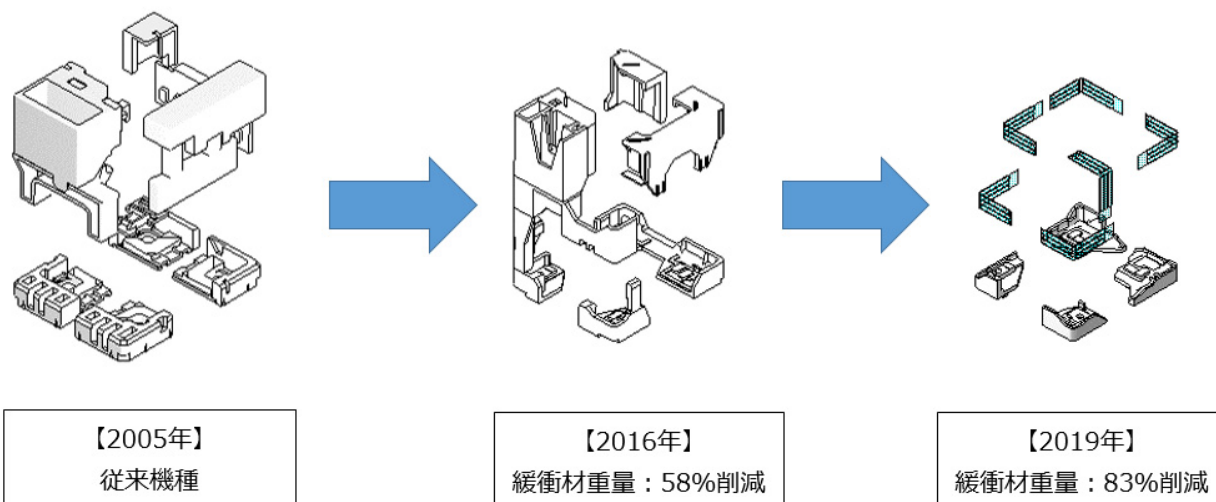 【2005年】
従来機種
【2016年】
緩衝材重量：58%削減
【2019年】
緩衝材重量：83%削減